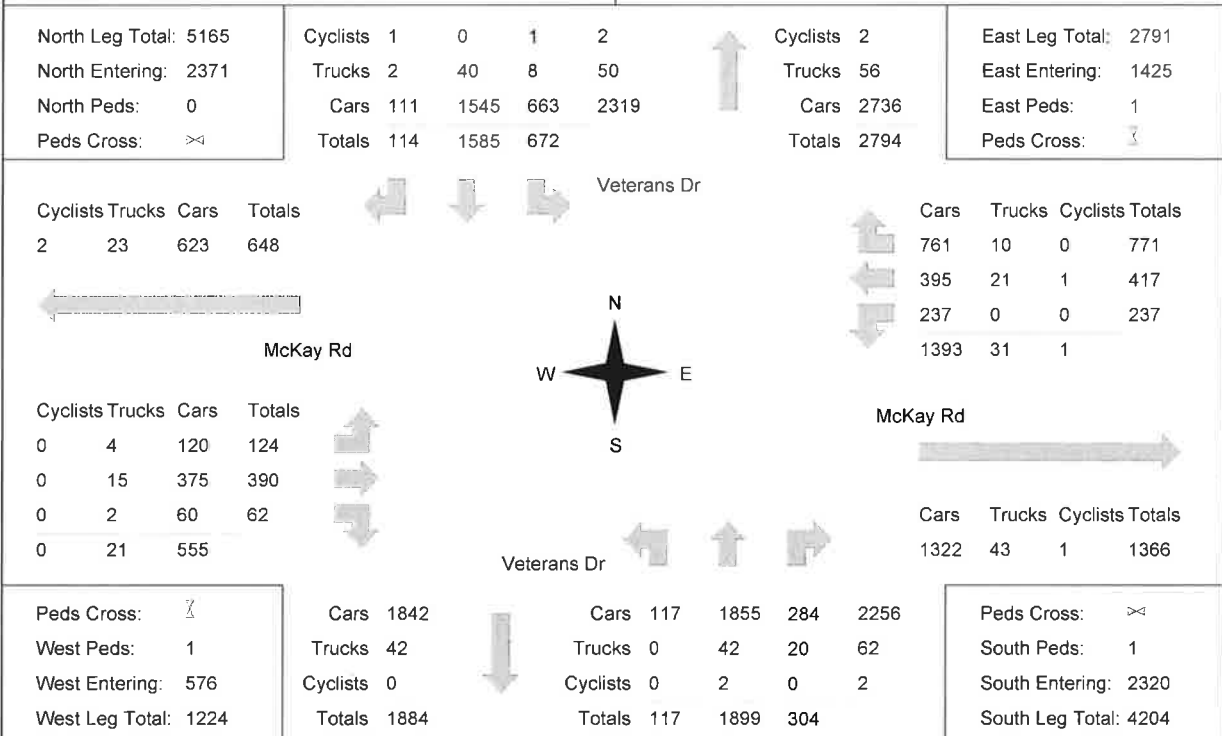 North Leg Total: 5165
North Entering: 2371
North Peds: 0
Peds Cross: ⋈
Cyclists 1 0 1 2
Trucks 2 40 8 50
Cars 111 1545 663 2319
Totals 114 1585 672
Cyclists 2
Trucks 56
Cars 2736
Totals 2794
East Leg Total: 2791
East Entering: 1425
East Peds: 1
Peds Cross: ⧖
Veterans Dr
Cyclists Trucks Cars Totals
2 23 623 648
Cars Trucks Cyclists Totals
761 10 0 771
395 21 1 417
237 0 0 237
1393 31 1
McKay Rd
N
W E
S
Cyclists Trucks Cars Totals
0 4 120 124
0 15 375 390
0 2 60 62
0 21 555
McKay Rd
Cars Trucks Cyclists Totals
1322 43 1 1366
Veterans Dr
Peds Cross: ⧖
West Peds: 1
West Entering: 576
West Leg Total: 1224
Cars 1842
Trucks 42
Cyclists 0
Totals 1884
Cars 117 1855 284 2256
Trucks 0 42 20 62
Cyclists 0 2 0 2
Totals 117 1899 304
Peds Cross: ⋈
South Peds: 1
South Entering: 2320
South Leg Total: 4204